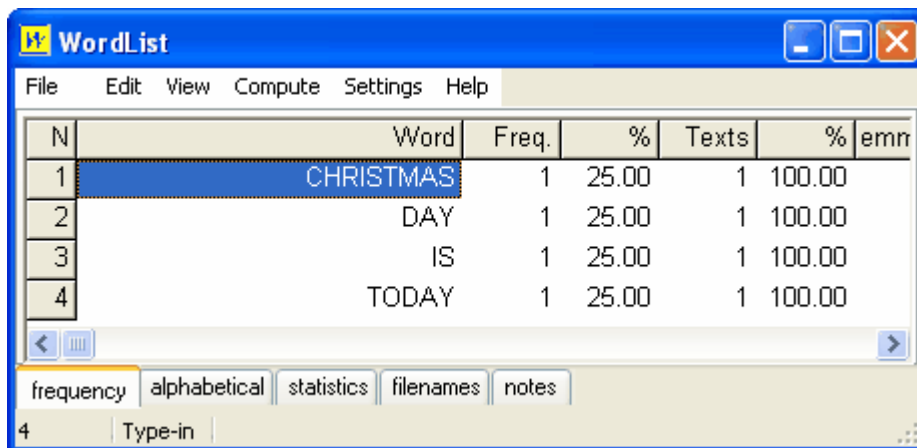 WordList
File Edit View Compute Settings Help
N Word Freq. % Texts % emm
1 CHRISTMAS 1 25.00 1 100.00
2 DAY 1 25.00 1 100.00
3 IS 1 25.00 1 100.00
4 TODAY 1 25.00 1 100.00
frequency alphabetical statistics filenames notes
4 Type-in